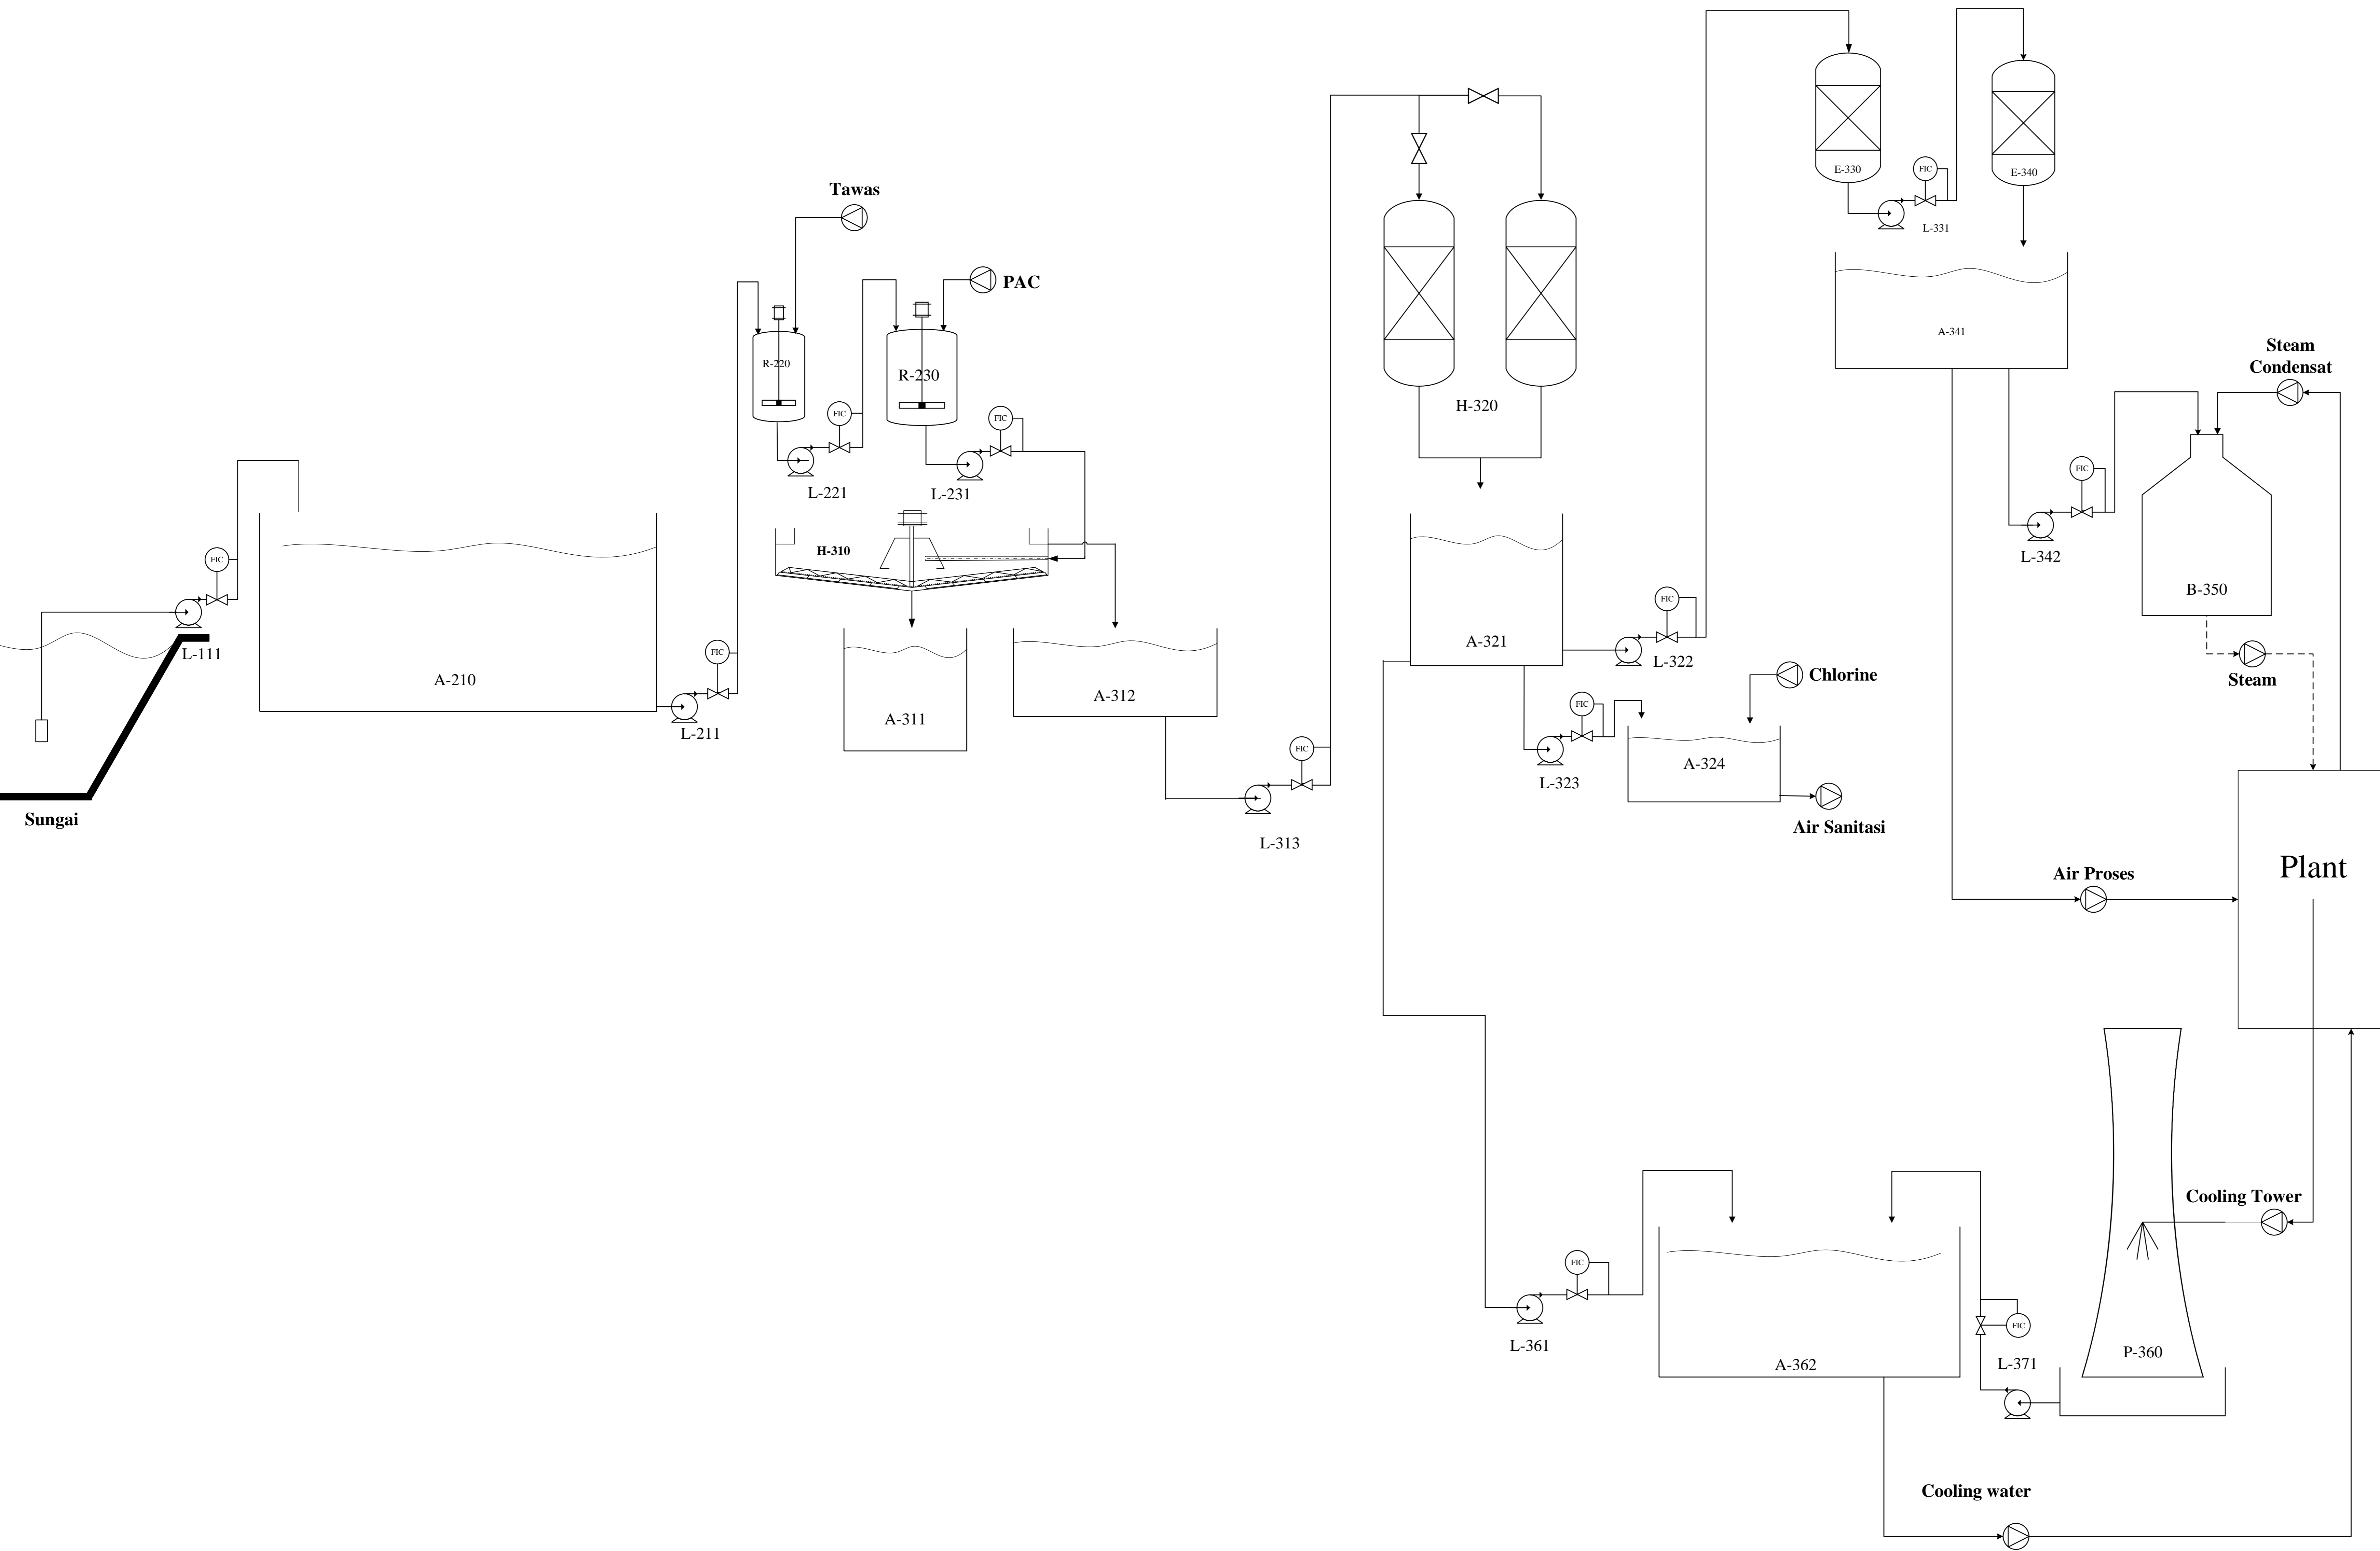 E-330
FIC
E-340
L-331
Tawas
PAC
A-341
Steam
Condensat
R-220
R-230
H-320
FIC
FIC
FIC
L-221
L-231
L-342
H-310
FIC
B-350
FIC
L-111
A-210
FIC
L-211
A-311
A-312
A-321
FIC
L-322
Chlorine
Steam
FIC
L-323
A-324
FIC
L-313
Sungai
Air Sanitasi
Plant
Air Proses
Cooling Tower
FIC
L-361
A-362
FIC
L-371
P-360
Cooling water